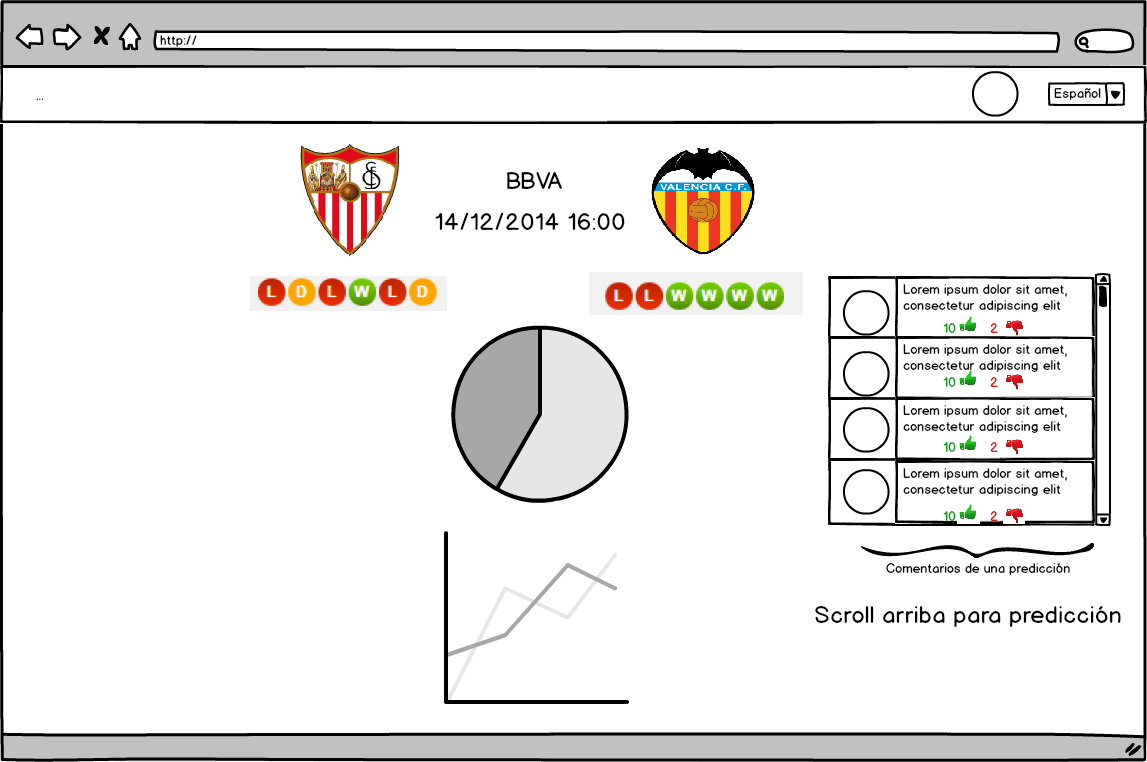 http://
...
Español
BBVA
VALENCIA C.F.
14/12/2014 16:00
L D L W L D
L L W W W W
Lorem ipsum dolor sit amet,
consectetur adipiscing elit
10 2
Lorem ipsum dolor sit amet,
consectetur adipiscing elit
10 2
Lorem ipsum dolor sit amet,
consectetur adipiscing elit
10 2
Lorem ipsum dolor sit amet,
consectetur adipiscing elit
10 2
Comentarios de una predicción
Scroll arriba para predicción